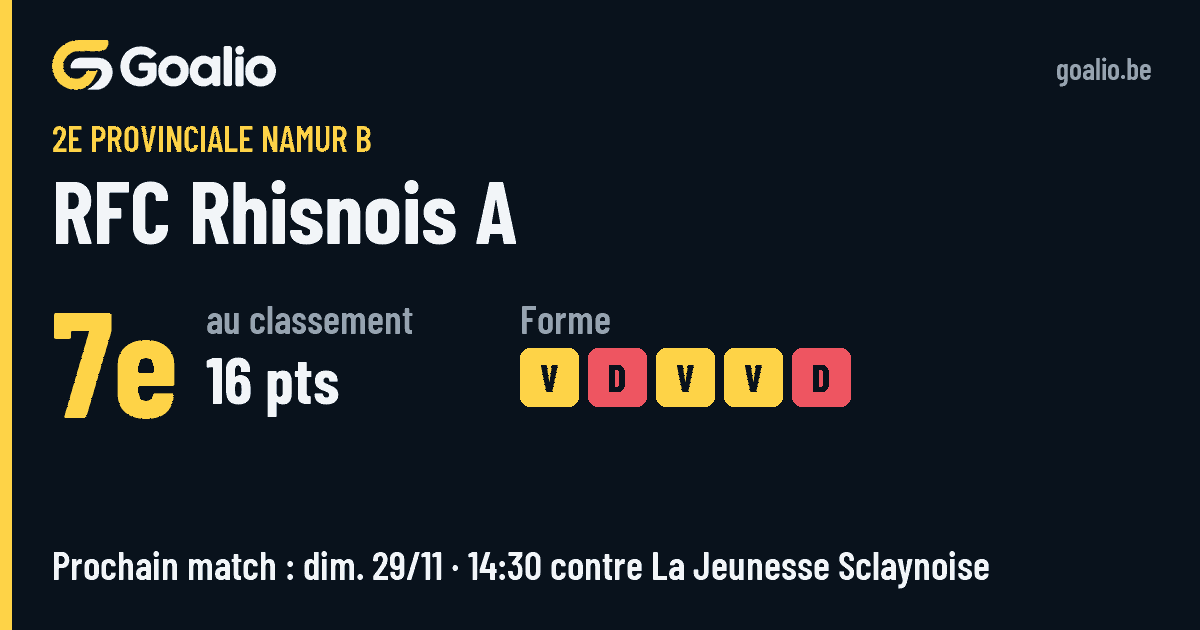 Goalio
goalio.be
2E PROVINCIALE NAMUR B
RFC Rhisnois A
7e
au classement
16 pts
Forme
V D V V D
Prochain match : dim. 29/11 · 14:30 contre La Jeunesse Sclaynoise